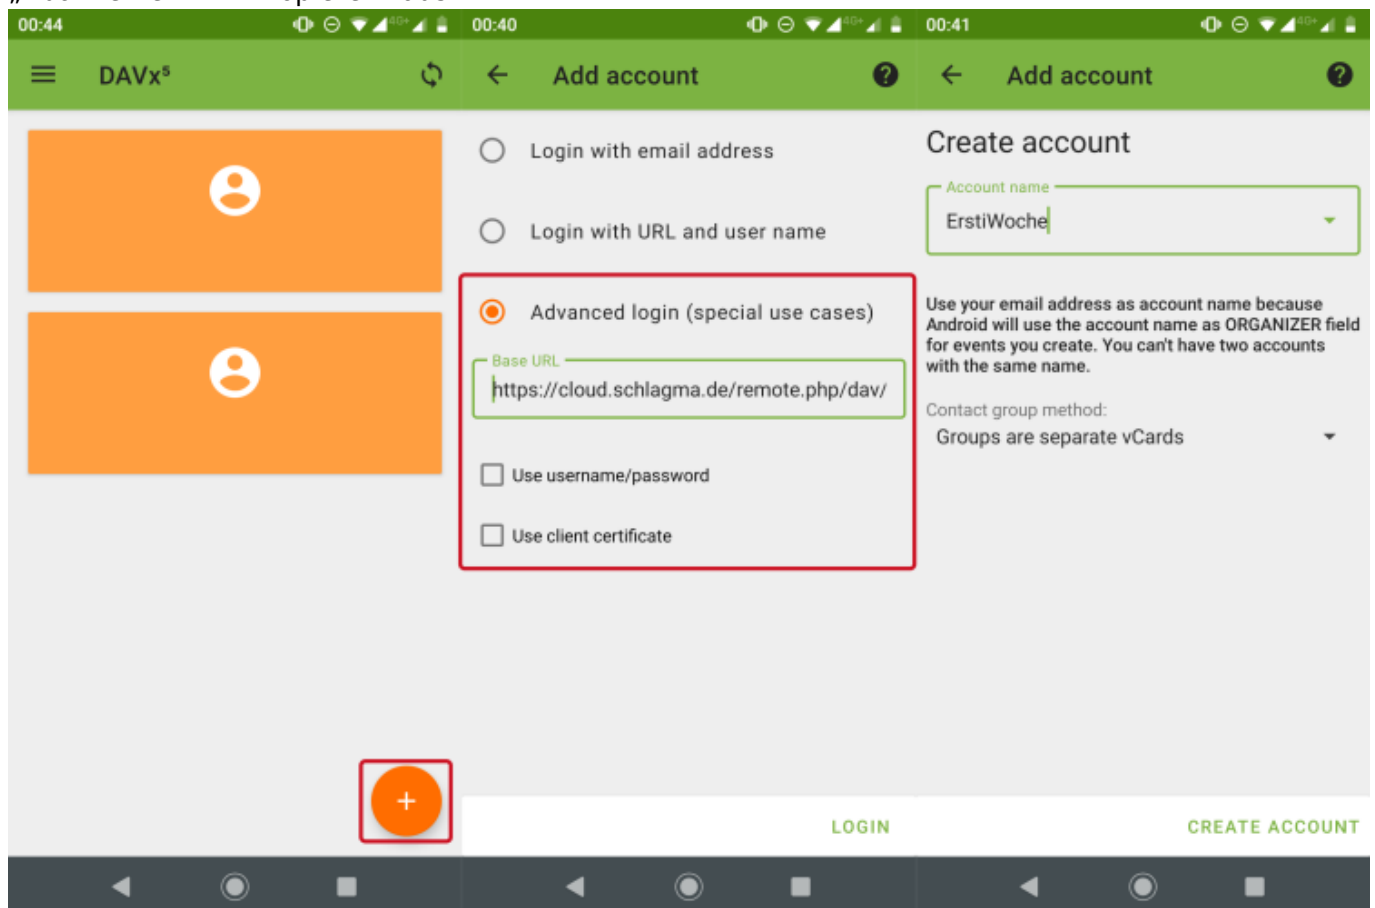 00:44
4G+
DAVx⁵
00:40
4G+
Add account
?
Login with email address
Login with URL and user name
Advanced login (special use cases)
Base URL
https://cloud.schlagma.de/remote.php/dav/
Use username/password
Use client certificate
LOGIN
00:41
4G+
Add account
?
Create account
Account name
ErstiWoche
Use your email address as account name because
Android will use the account name as ORGANIZER field
for events you create. You can't have two accounts
with the same name.
Contact group method:
Groups are separate vCards
CREATE ACCOUNT